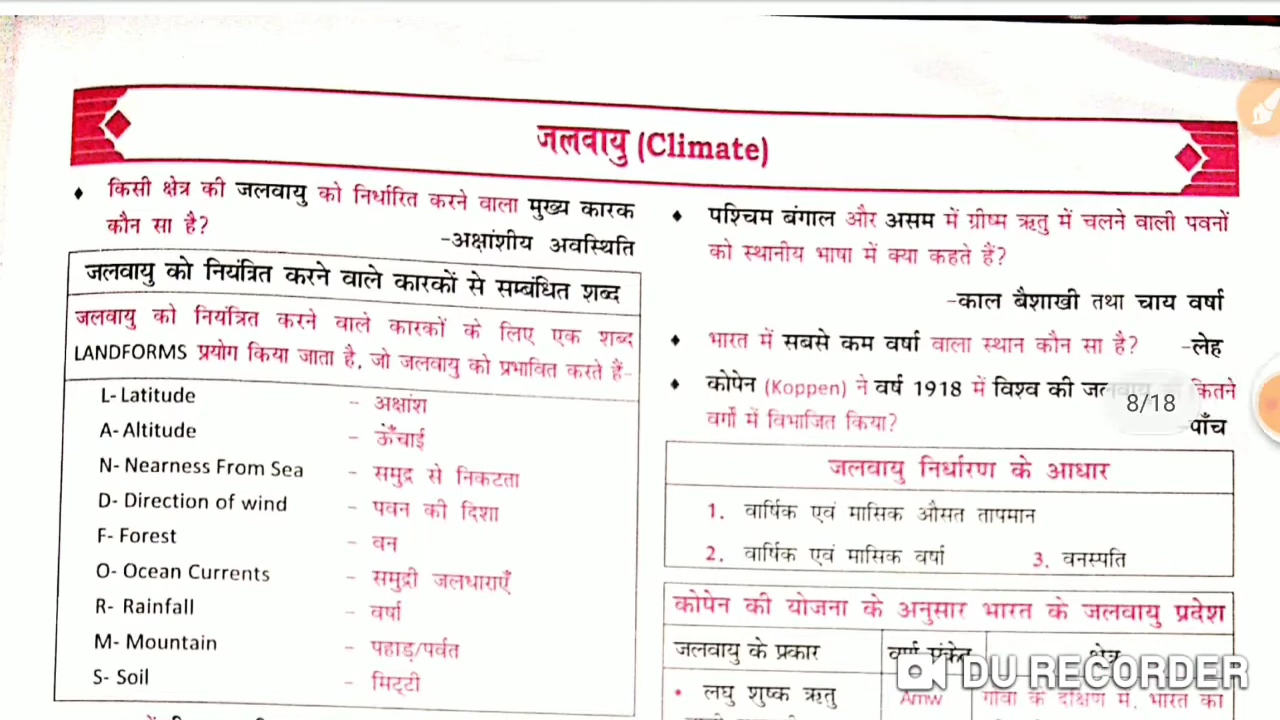 जलवायु (Climate)
♦ किसी क्षेत्र की जलवायु को निर्धारित करने वाला मुख्य कारक
कौन सा है?
-अक्षांशीय अवस्थिति
जलवायु को नियंत्रित करने वाले कारकों से सम्बंधित शब्द
जलवायु को नियंत्रित करने वाले कारकों के लिए एक शब्द
LANDFORMS प्रयोग किया जाता है, जो जलवायु को प्रभावित करते हैं-
L- Latitude - अक्षांश
A- Altitude - ऊँचाई
N- Nearness From Sea - समुद्र से निकटता
D- Direction of wind - पवन की दिशा
F- Forest - वन
O- Ocean Currents - समुद्री जलधाराएँ
R- Rainfall - वर्षा
M- Mountain - पहाड़/पर्वत
S- Soil - मिट्टी
♦ पश्चिम बंगाल और असम में ग्रीष्म ऋतु में चलने वाली पवनों
को स्थानीय भाषा में क्या कहते हैं?
-काल बैशाखी तथा चाय वर्षा
♦ भारत में सबसे कम वर्षा वाला स्थान कौन सा है? -लेह
♦ कोपेन (Koppen) ने वर्ष 1918 में विश्व की कितने
8/18
वर्गों में विभाजित किया? -पाँच
जलवायु निर्धारण के आधार
1. वार्षिक एवं मासिक औसत तापमान
2. वार्षिक एवं मासिक वर्षा 3. वनस्पति
कोपेन की योजना के अनुसार भारत के जलवायु प्रदेश
जलवायु के प्रकार वर्ण संकेत क्षेत्र
DU RECORDER
• लघु शुष्क ऋतु Amw गोवा के दक्षिण में, भारत का